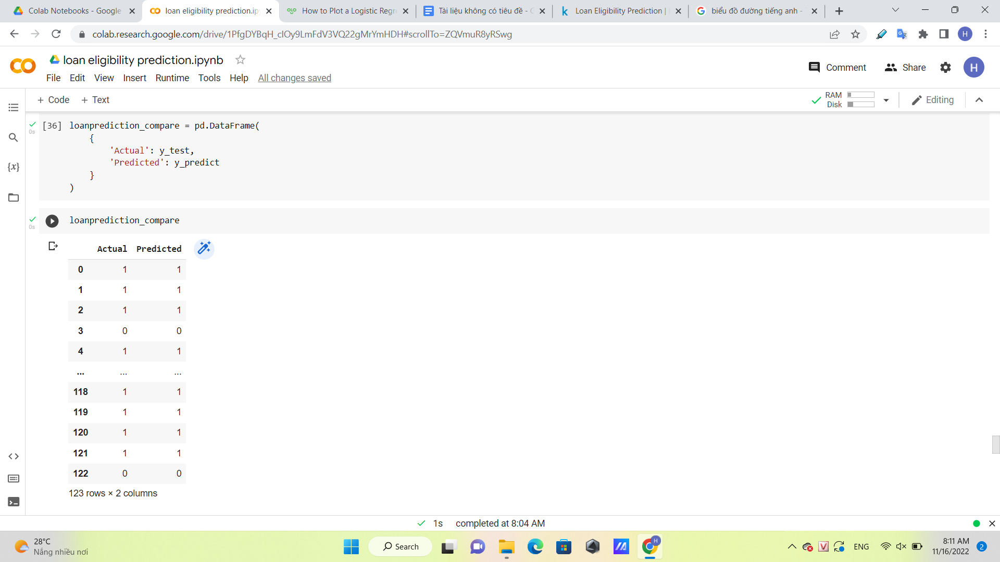 Colab Notebooks - Google
loan eligibility prediction.ip
How to Plot a Logistic Regr
Tài liệu không có tiêu đề - G
Loan Eligibility Prediction |
biểu đồ đường tiếng anh -
colab.research.google.com/drive/1PfgDYBqH_cIOy9LmFdV3VQ22gMrYmHDH#scrollTo=ZQVmuR8yRSwg
H
loan eligibility prediction.ipynb
File Edit View Insert Runtime Tools Help All changes saved
Comment Share H
+ Code + Text
RAM
Disk
Editing
0s
[36] loanprediction_compare = pd.DataFrame(
{
'Actual': y_test,
'Predicted': y_predict
}
)
{x}
0s
loanprediction_compare
Actual Predicted
0 1 1
1 1 1
2 1 1
3 0 0
4 1 1
... ... ...
118 1 1
119 1 1
120 1 1
121 1 1
122 0 0
123 rows × 2 columns
1s completed at 8:04 AM
28°C
Nắng nhiều nơi
Search
H
V
ENG
8:11 AM
11/16/2022
2